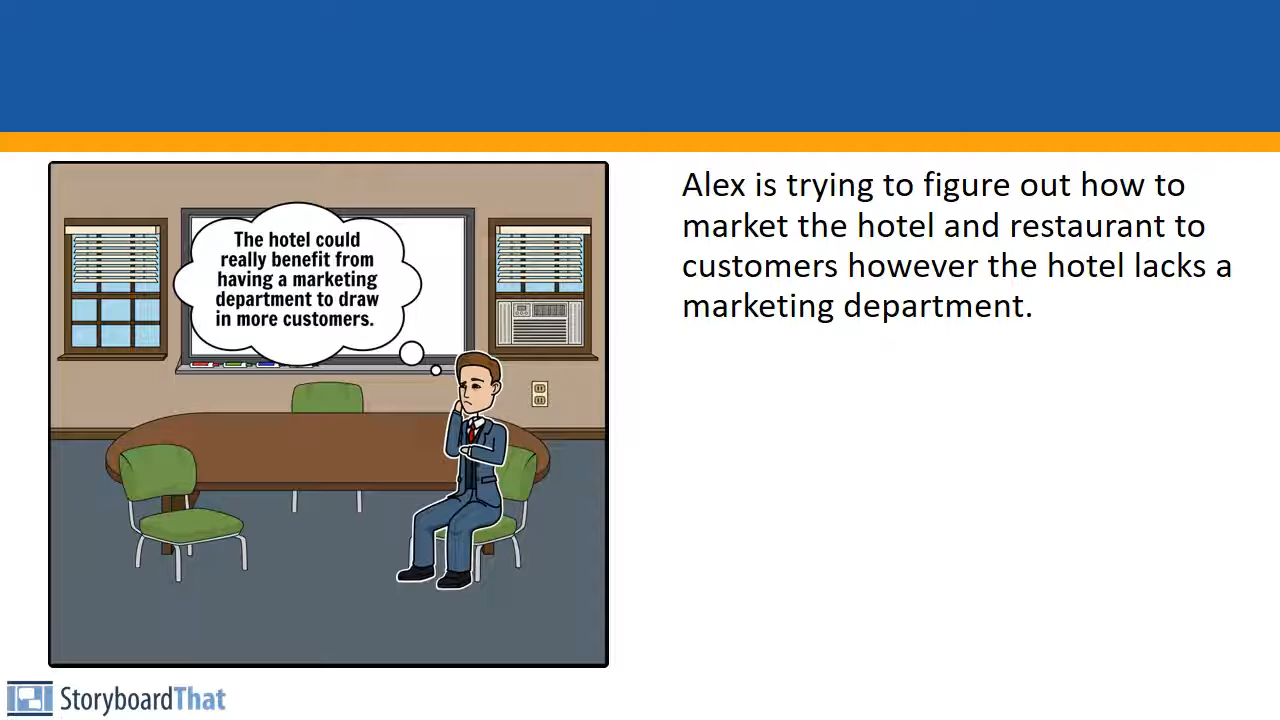 The hotel could
really benefit from
having a marketing
department to draw
in more customers.
Alex is trying to figure out how to
market the hotel and restaurant to
customers however the hotel lacks a
marketing department.
StoryboardThat